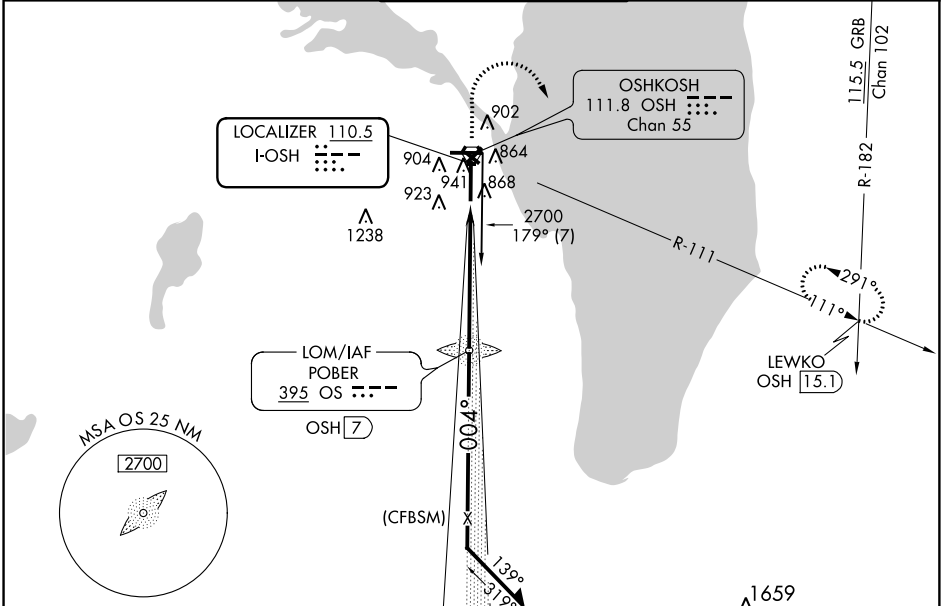 115.5 GRB
Chan 102
R-182
OSHKOSH
111.8 OSH
Chan 55
902
LOCALIZER 110.5
I-OSH
904
864
941
868
923
1238
2700
179° (7)
R-111
291°
111°
LEWKO
OSH 15.1
LOM/IAF
POBER
395 OS
OSH 7
004°
MSA OS 25 NM
2700
(CFBSM)
X
139°
319°
1659